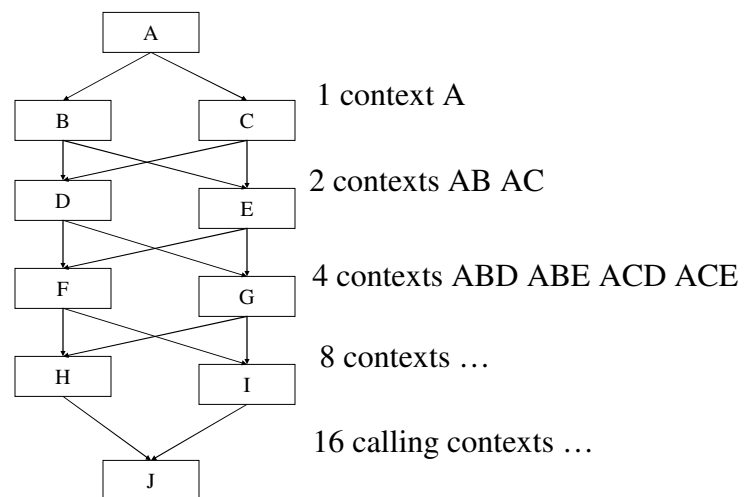 A
1 context A
B
C
2 contexts AB AC
D
E
4 contexts ABD ABE ACD ACE
F
G
8 contexts …
H
I
16 calling contexts …
J